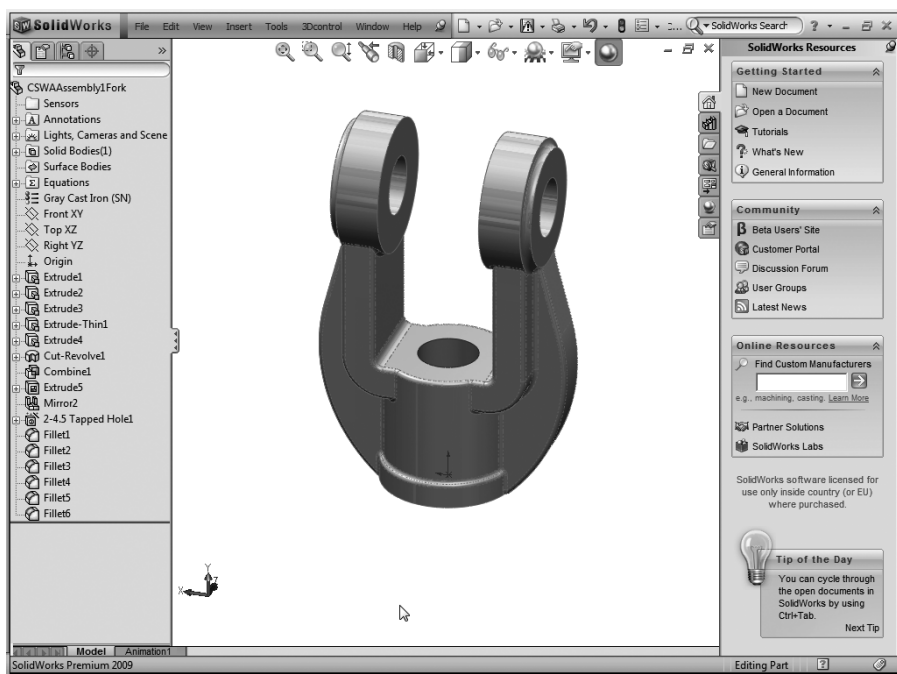 SolidWorks File Edit View Insert Tools 3Dcontrol Window Help SolidWorks Search
CSWAAssembly1Fork
Sensors
Annotations
Lights, Cameras and Scene
Solid Bodies(1)
Surface Bodies
Equations
Gray Cast Iron (SN)
Front XY
Top XZ
Right YZ
Origin
Extrude1
Extrude2
Extrude3
Extrude-Thin1
Extrude4
Cut-Revolve1
Combine1
Extrude5
Mirror2
2-4.5 Tapped Hole1
Fillet1
Fillet2
Fillet3
Fillet4
Fillet5
Fillet6
Y
X Z
Model Animation1
SolidWorks Premium 2009
SolidWorks Resources
Getting Started
New Document
Open a Document
Tutorials
What's New
General Information
Community
Beta Users' Site
Customer Portal
Discussion Forum
User Groups
Latest News
Online Resources
Find Custom Manufacturers
e.g., machining, casting. Learn More
Partner Solutions
SolidWorks Labs
SolidWorks software licensed for
use only inside country (or EU)
where purchased.
Tip of the Day
You can cycle through
the open documents in
SolidWorks by using
Ctrl+Tab.
Next Tip
Editing Part